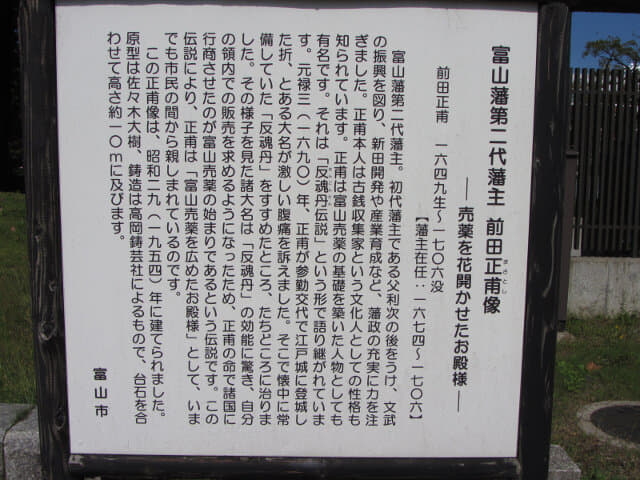 富山藩第二代藩主 前田正甫像
まさとし
― 売薬を花開かせたお殿様 ―
前田正甫 一六四九生～一七〇六没
【藩主在任：一六七四～一七〇六】
富山藩第二代藩主。初代藩主である父利次の後をうけ、文武
の振興を図り、新田開発や産業育成など、藩政の充実に力を注
ぎました。正甫本人は古銭収集家という文化人としての性格も
知られています。正甫は富山売薬の基礎を築いた人物としても
有名です。それは「反魂丹伝説」という形で語り継がれていま
す。元禄三（一六九〇）年、正甫が参勤交代で江戸城に登城し
た折、とある大名が激しい腹痛を訴えました。そこで懐中に常
備していた「反魂丹」をすすめたところ、たちどころに治りま
した。その様子を見た諸大名は「反魂丹」の効能に驚き、自分
の領内での販売を求めるようになったため、正甫の命で諸国に
行商させたのが富山売薬の始まりであるという伝説です。この
伝説により、正甫は「富山売薬を広めたお殿様」として、いま
でも市民の間から親しまれているのです。
この正甫像は、昭和二九（一九五四）年に建てられました。
原型は佐々木大樹、鋳造は高岡鋳芸社によるもので、台石を合
わせて高さ約一〇ｍに及びます。
富山市